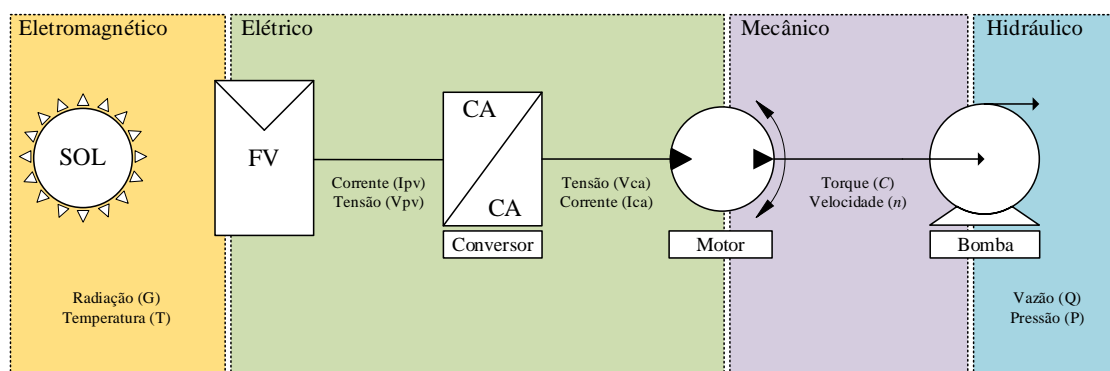 Eletromagnético
Elétrico
Mecânico
Hidráulico
SOL
FV
CA
CA
Corrente (Ipv)
Tensão (Vpv)
Tensão (Vca)
Corrente (Ica)
Torque (C)
Velocidade (n)
Conversor
Motor
Bomba
Radiação (G)
Temperatura (T)
Vazão (Q)
Pressão (P)